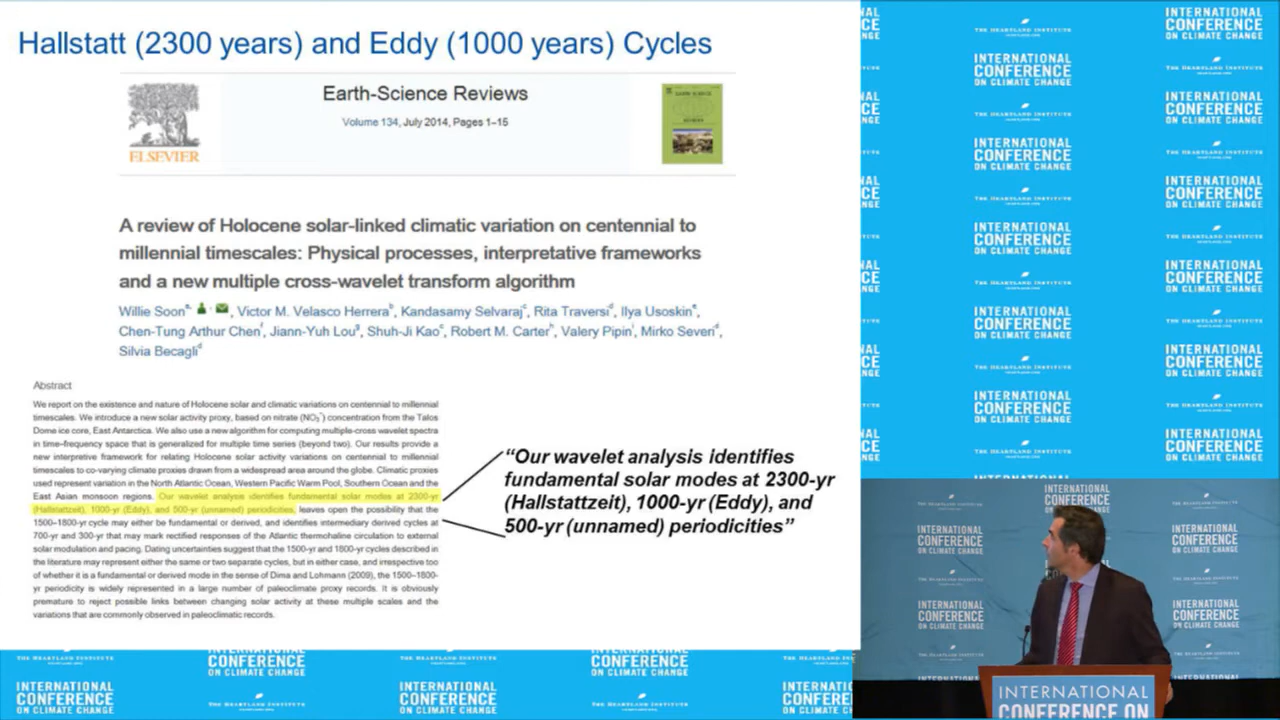 Hallstatt (2300 years) and Eddy (1000 years) Cycles
ELSEVIER
Earth-Science Reviews
Volume 134, July 2014, Pages 1–15
A review of Holocene solar-linked climatic variation on centennial to
millennial timescales: Physical processes, interpretative frameworks
and a new multiple cross-wavelet transform algorithm
Willie Soon, Victor M. Velasco Herrera, Kandasamy Selvaraj, Rita Traversi, Ilya Usoskin,
Chen-Tung Arthur Chen, Jiann-Yuh Lou, Shuh-Ji Kao, Robert M. Carter, Valery Pipin, Mirko Severi,
Silvia Becagli
Abstract
We report on the existence and nature of Holocene solar and climatic variations on centennial to millennial
timescales. We introduce a new solar activity proxy, based on nitrate (NO3−) concentration from the Talos
Dome ice core, East Antarctica. We also use a new algorithm for computing multiple-cross wavelet spectra
in time–frequency space that is generalized for multiple time series (beyond two). Our results provide a
new interpretive framework for relating Holocene solar activity variations on centennial to millennial
timescales to co-varying climate proxies drawn from a widespread area around the globe. Climatic proxies
used represent variation in the North Atlantic Ocean, Western Pacific Warm Pool, Southern Ocean and the
East Asian monsoon regions. Our wavelet analysis identifies fundamental solar modes at 2300-yr
(Hallstattzeit), 1000-yr (Eddy), and 500-yr (unnamed) periodicities, leaves open the possibility that the
1500–1800-yr cycle may either be fundamental or derived, and identifies intermediary derived cycles at
700-yr and 300-yr that may mark rectified responses of the Atlantic thermohaline circulation to external
solar modulation and pacing. Dating uncertainties suggest that the 1500-yr and 1800-yr cycles described in
the literature may represent either the same or two separate cycles, but in either case, and irrespective too
of whether it is a fundamental or derived mode in the sense of Dima and Lohmann (2009), the 1500–1800-
yr periodicity is widely represented in a large number of paleoclimate proxy records. It is obviously
premature to reject possible links between changing solar activity at these multiple scales and the
variations that are commonly observed in paleoclimatic records.
“Our wavelet analysis identifies
fundamental solar modes at 2300-yr
(Hallstattzeit), 1000-yr (Eddy), and
500-yr (unnamed) periodicities”
INTERNATIONAL
CONFERENCE
ON CLIMATE CHANGE
THE HEARTLAND INSTITUTE
INTERNATIONAL
CONFERENCE ON